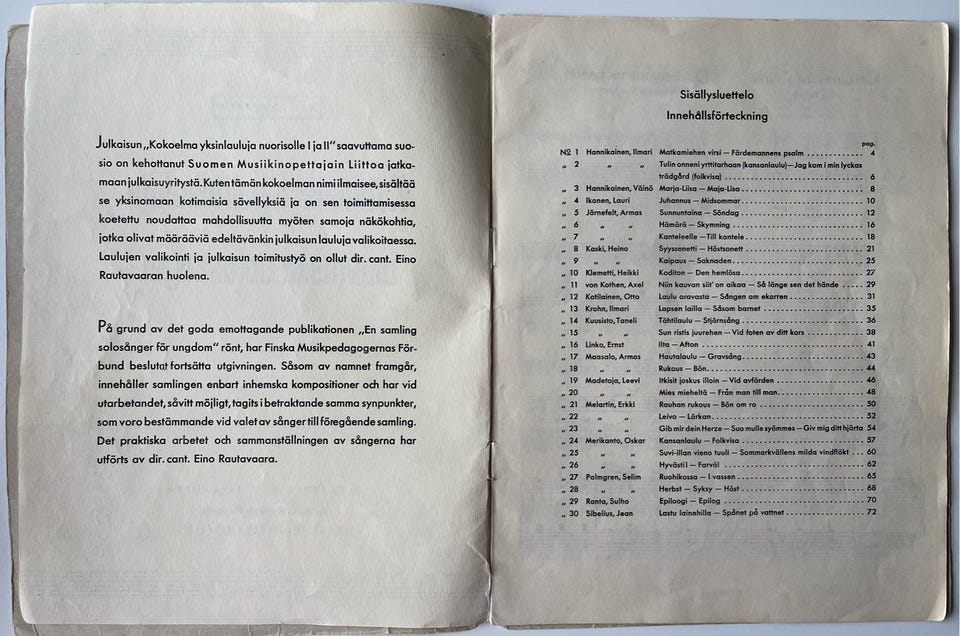 Julkaisun „Kokoelma yksinlauluja nuorisolle I ja II" saavuttama suo-
sio on kehottanut Suomen Musiikinopettajain Liittoa jatka-
maan julkaisuyritystä. Kuten tämän kokoelman nimi ilmaisee, sisältää
se yksinomaan kotimaisia sävellyksiä ja on sen toimittamisessa
koetettu noudattaa mahdollisuutta myöten samoja näkökohtia,
jotka olivat määrääviä edeltävänkin julkaisun lauluja valikoitaessa.
Laulujen valikointi ja julkaisun toimitustyö on ollut dir. cant. Eino
Rautavaaran huolena.
På grund av det goda emottagande publikationen „En samling
solosånger för ungdom" rönt, har Finska Musikpedagogernas För-
bund beslutat fortsätta utgivningen. Såsom av namnet framgår,
innehåller samlingen enbart inhemska kompositioner och har vid
utarbetandet, såvitt möjligt, tagits i betraktande samma synpunkter,
som voro bestämmande vid valet av sånger till föregående samling.
Det praktiska arbetet och sammanställningen av sångerna har
utförts av dir. cant. Eino Rautavaara.
Sisällysluettelo
Innehållsförteckning
pag.
No 1 Hannikainen, Ilmari Matkamiehen virsi — Färdemannens psalm ............. 4
„ 2 „ „ Tulin onneni yrttitarhaan (kansanlaulu) — Jag kom i min lyckas
trädgård (folkvisa) ............. 6
„ 3 Hannikainen, Väinö Marja-Liisa — Maja-Lisa ............. 8
„ 4 Ikonen, Lauri Juhannus — Midsommar ............. 10
„ 5 Järnefelt, Armas Sunnuntaina — Söndag ............. 12
„ 6 „ „ Hämärä — Skymning ............. 16
„ 7 „ „ Kanteleelle — Till kantele ............. 18
„ 8 Kaski, Heino Syyssonetti — Höstsonett ............. 21
„ 9 „ „ Kaipaus — Saknaden ............. 25
„ 10 Klemetti, Heikki Koditon — Den hemlösa ............. 27
„ 11 von Kothen, Axel Niin kauvan siit' on aikoa — Så länge sen det hände ..... 29
„ 12 Kotilainen, Otto Laulu oravasta — Sången om ekorren ............. 31
„ 13 Krohn, Ilmari Lapsen lailla — Såsom barnet ............. 35
„ 14 Kuusisto, Taneli Tähtilaulu — Stjärnsång ............. 36
„ 15 „ „ Sun ristis juurehen — Vid foten av ditt kors ............. 38
„ 16 Linko, Ernst Ilta — Afton ............. 41
„ 17 Maasalo, Armas Hautalaulu — Gravsång ............. 43
„ 18 „ „ Rukous — Bön ............. 44
„ 19 Madetoja, Leevi Itkisit joskus illoin — Vid avfärden ............. 46
„ 20 „ „ Mies mieheltä — Från man till man ............. 48
„ 21 Melartin, Erkki Rauhan rukous — Bön om ro ............. 50
„ 22 „ „ Leivo — Lärkan ............. 52
„ 23 „ „ Gib mir dein Herze — Suo mulle syömmes — Giv mig ditt hjärta 54
„ 24 Merikanto, Oskar Kansanlaulu — Folkvisa ............. 57
„ 25 „ „ Suvi-illan vieno tuuli — Sommarkvällens milda vindfläkt ... 60
„ 26 „ „ Hyvästi! — Farväl ............. 62
„ 27 Palmgren, Selim Ruohikossa — I vassen ............. 65
„ 28 „ „ Herbst — Syksy — Höst ............. 68
„ 29 Ranta, Sulho Epiloogi — Epilog ............. 70
„ 30 Sibelius, Jean Lastu lainehilla — Spånet på vattnet ............. 72